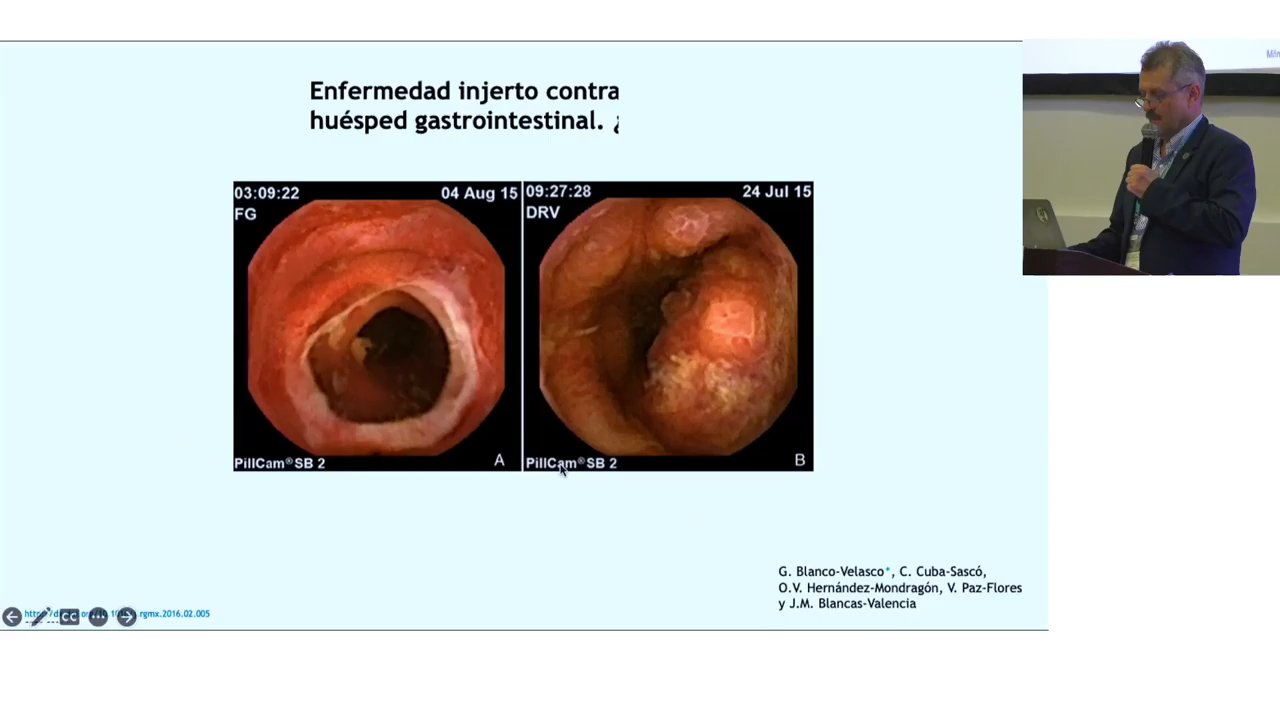 Enfermedad injerto contra
huésped gastrointestinal. ¿
03:09:22
04 Aug 15
FG
PillCam® SB 2
A
09:27:28
24 Jul 15
DRV
PillCam® SB 2
B
G. Blanco-Velasco*, C. Cuba-Sascó,
O.V. Hernández-Mondragón, V. Paz-Flores
y J.M. Blancas-Valencia
rgmx.2016.02.005
CC